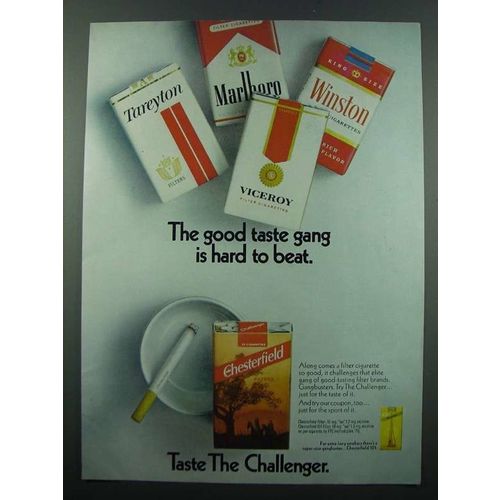 FILTER CIGARETTES
Marlboro
Tareyton
FILTERS
KING SIZE
Winston
CIGARETTES
RICH
FLAVOR
VICEROY
FILTER CIGARETTES
The good taste gang
is hard to beat.
Challenger
Chesterfield
FILTERS
Along comes a filter cigarette
so good, it challenges that elite
gang of good-tasting filter brands.
Gangbusters. Try The Challenger...
just for the taste of it.
And try our coupon, too....
just for the sport of it.
Taste The Challenger.